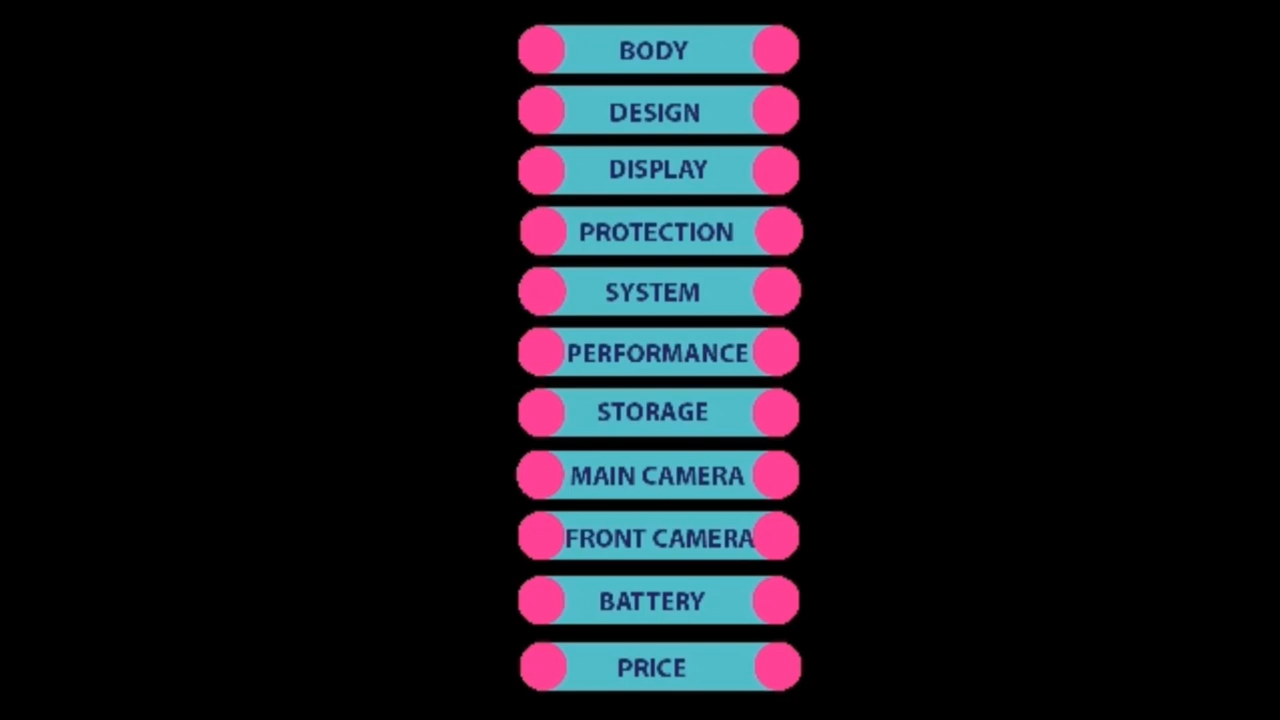 BODY
DESIGN
DISPLAY
PROTECTION
SYSTEM
PERFORMANCE
STORAGE
MAIN CAMERA
FRONT CAMERA
BATTERY
PRICE